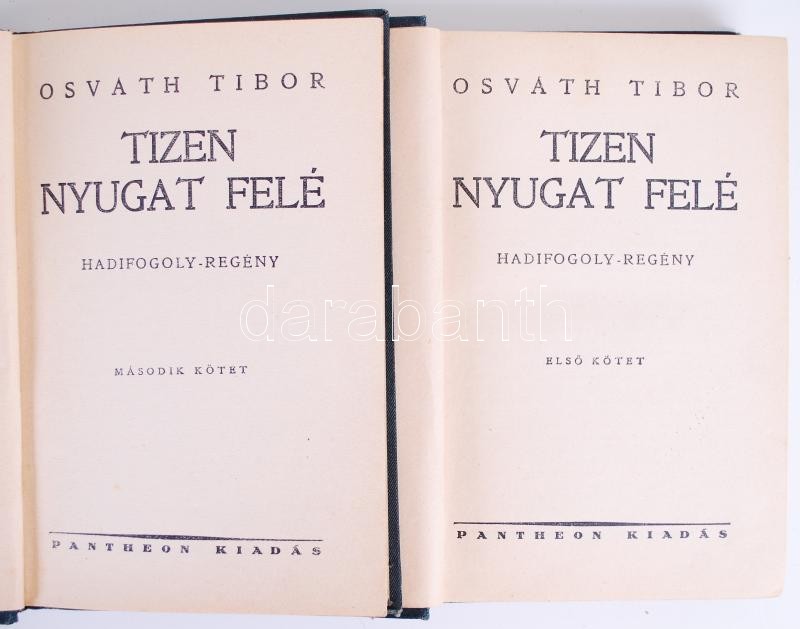 OSVÁTH TIBOR
TIZEN
NYUGAT FELÉ
HADIFOGOLY-REGÉNY
MÁSODIK KÖTET
PANTHEON KIADÁS
OSVÁTH TIBOR
TIZEN
NYUGAT FELÉ
HADIFOGOLY-REGÉNY
ELSŐ KÖTET
PANTHEON KIADÁS
darabanth